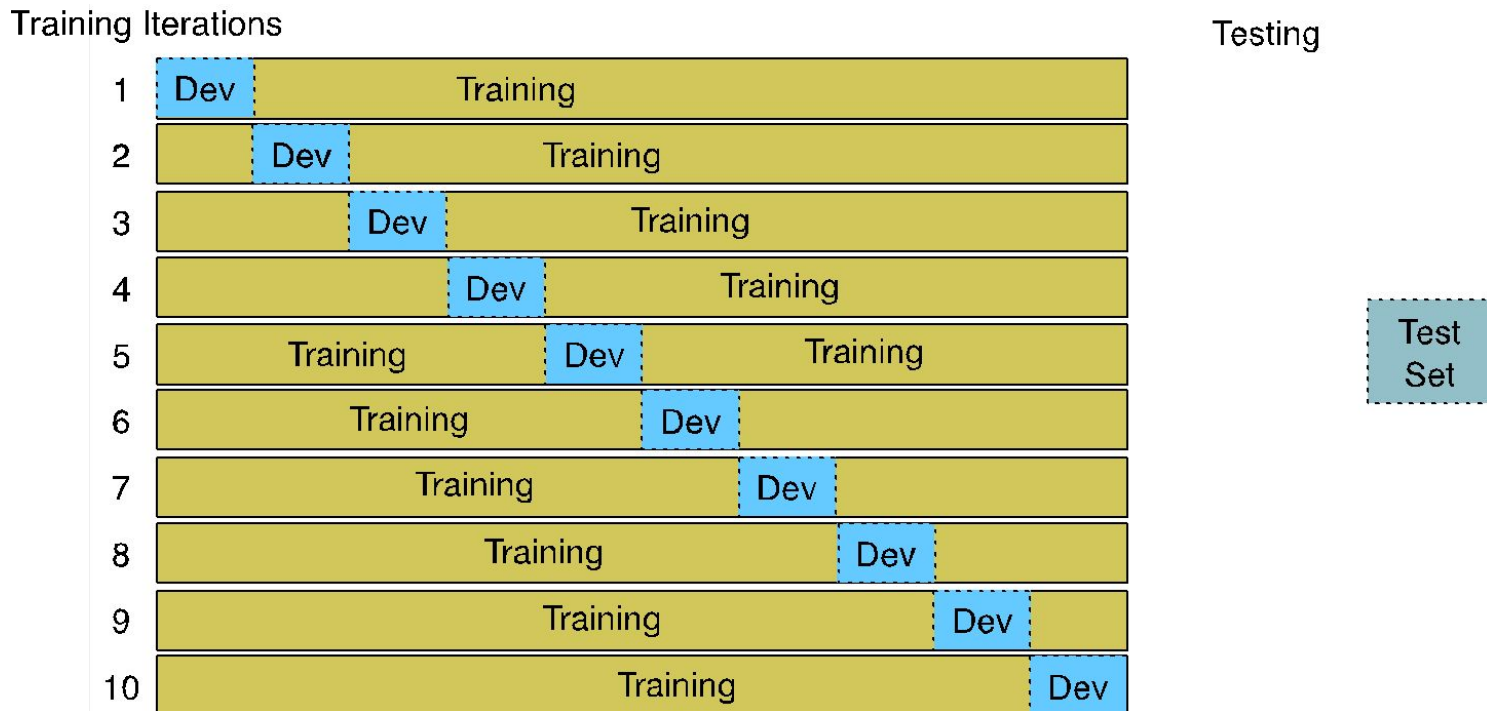 Training Iterations
Testing
1 Dev Training
2 Dev Training
3 Dev Training
4 Dev Training
5 Training Dev Training
6 Training Dev
7 Training Dev
8 Training Dev
9 Training Dev
10 Training Dev
Test
Set